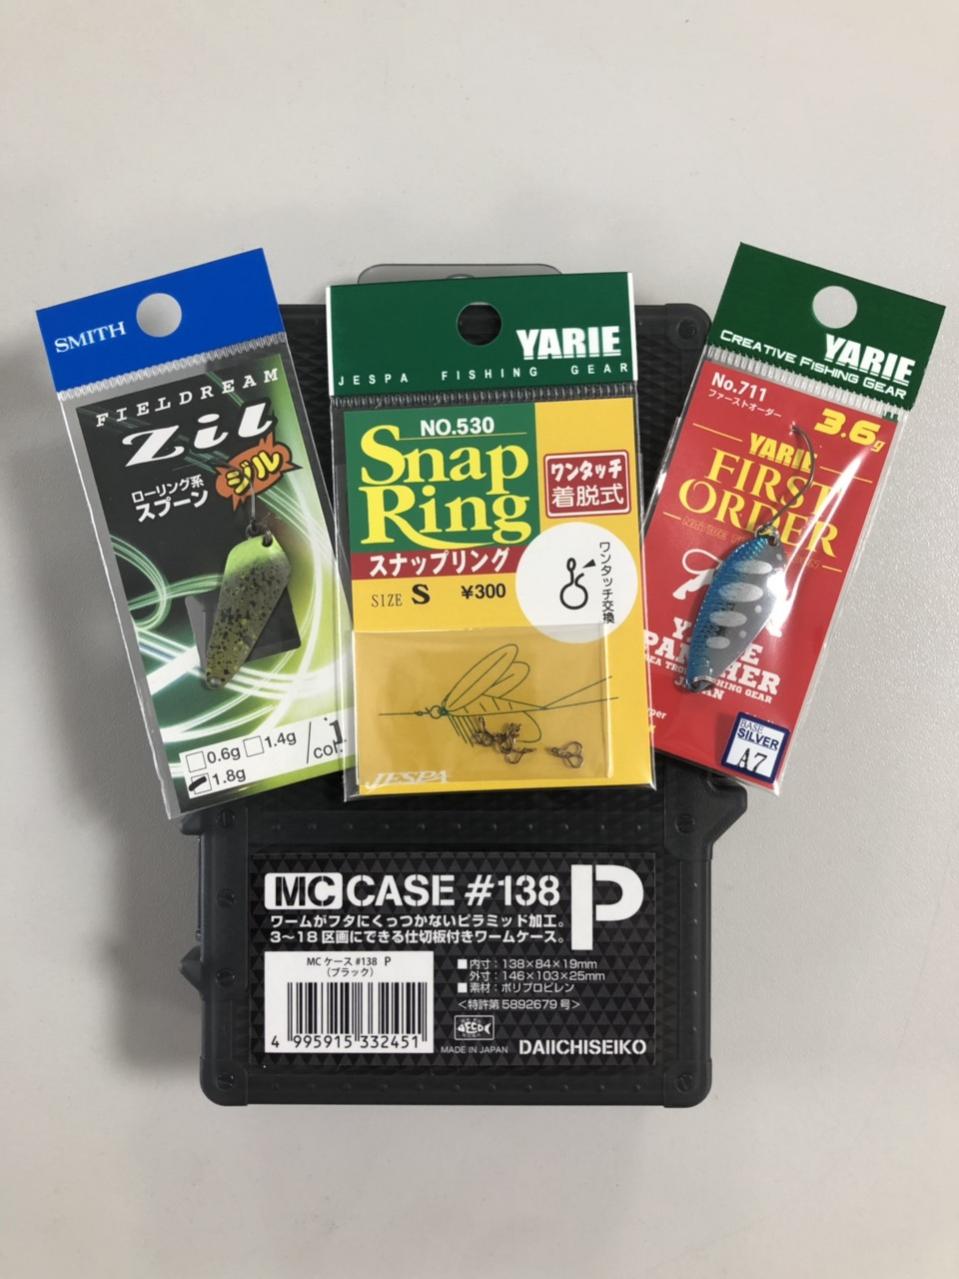 SMITH
FIELDREAM
Zil
ジル
ローリング系
スプーン
0.6g 1.4g
1.8g
/col.
YARIE
JESPA FISHING GEAR
NO.530
Snap
Ring
ワンタッチ
着脱式
スナップリング
SIZE S ¥300
ワンタッチ交換
JESPA
YARIE
CREATIVE FISHING GEAR
No.711
ファーストオーダー
3.6g
YARIE
FIRST
ORDER
JAPAN
BASE
SILVER
A7
MC CASE #138 P
ワームがフタにくっつかないピラミッド加工。
3〜18区画にできる仕切板付きワームケース。
MCケース#138 P
(ブラック)
4 995915 332451
■内寸:138×84×19mm
外寸:146×103×25mm
■素材:ポリプロピレン
<特許第5892679号>
MADE IN JAPAN DAIICHISEIKO